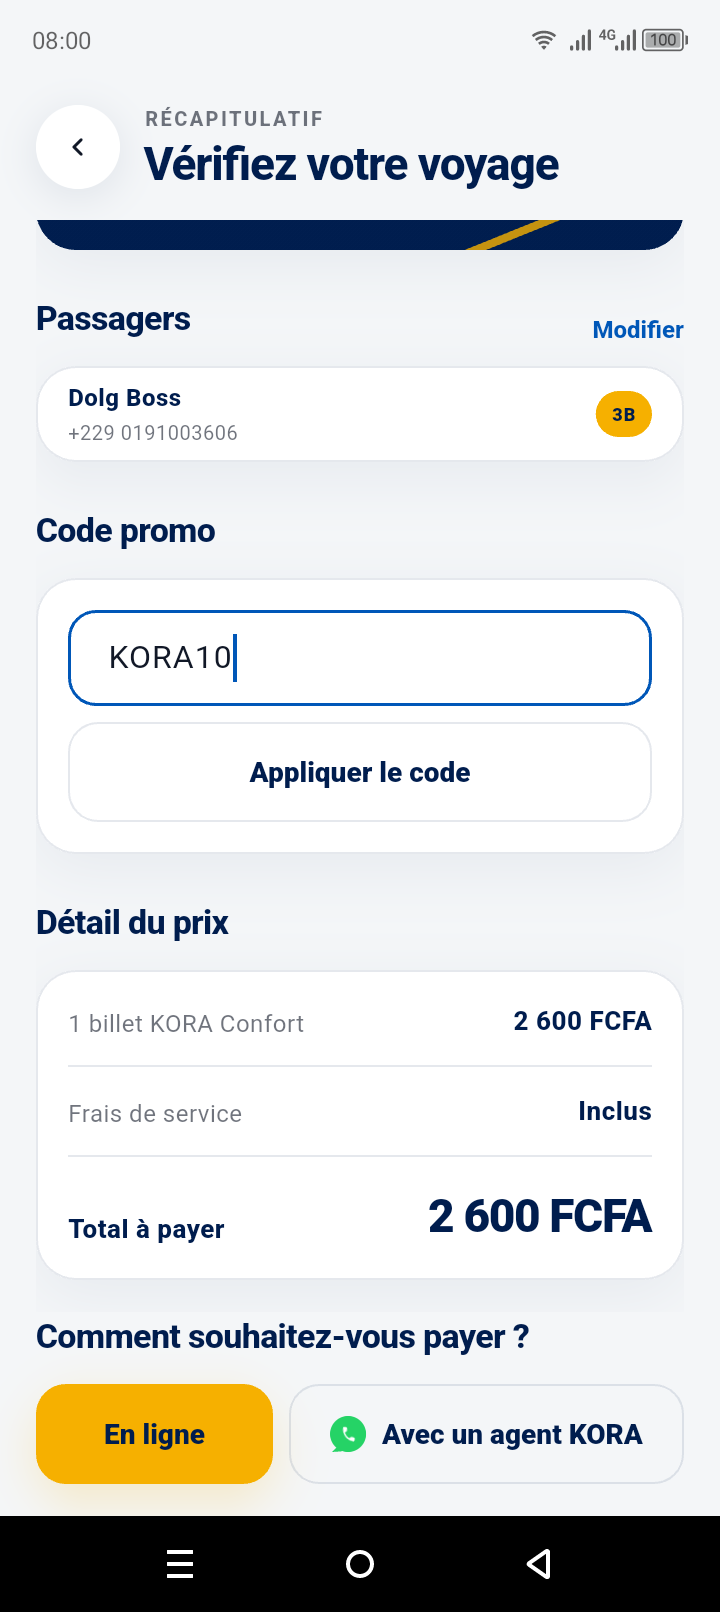 08:00
4G
100
RÉCAPITULATIF
Vérifiez votre voyage
Passagers
Modifier
Dolg Boss
+229 0191003606
3B
Code promo
KORA10
Appliquer le code
Détail du prix
1 billet KORA Confort
2 600 FCFA
Frais de service
Inclus
Total à payer
2 600 FCFA
Comment souhaitez-vous payer ?
En ligne
Avec un agent KORA